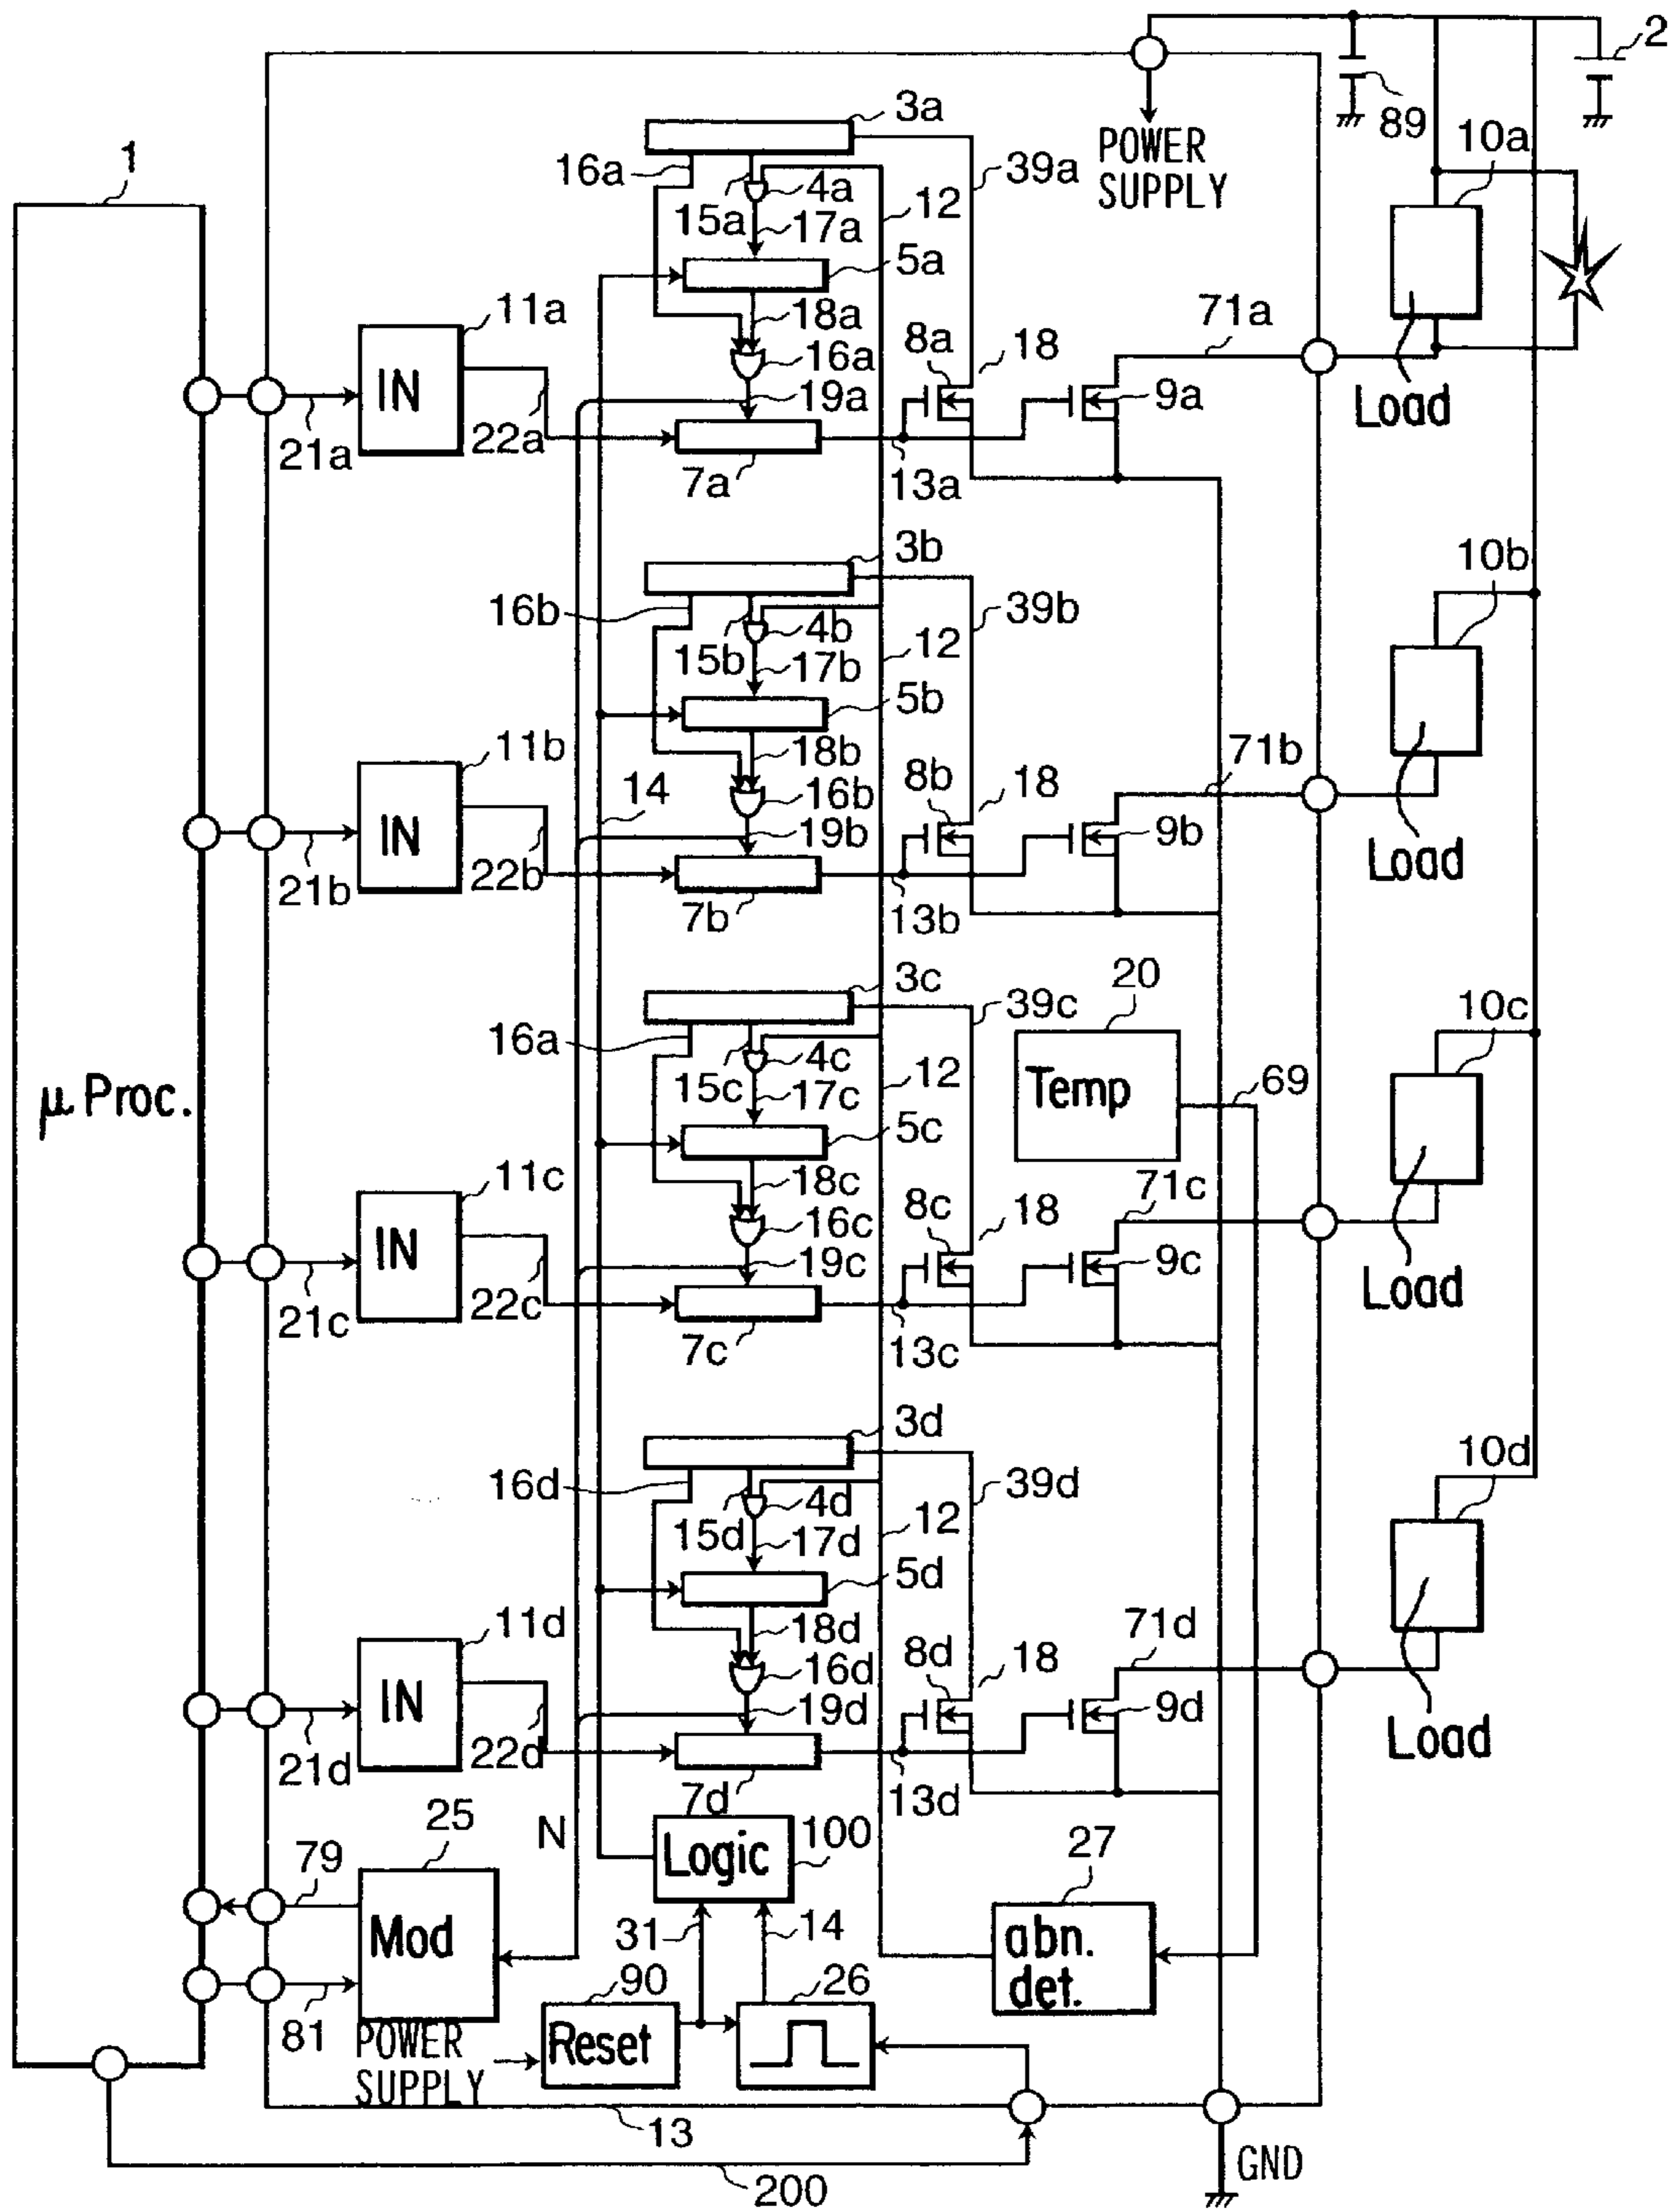 2
89
3a
10a
POWER
SUPPLY
39a
1
16a
4a
12
15a
17a
5a
18a
11a
71a
8a
18
16a
IN
19a
9a
Load
21a
22a
7a
13a
3b
10b
16b
39b
4b
15b
12
17b
5b
11b
18b
71b
14
8b
18
16b
IN
19b
9b
Load
21b
22b
7b
13b
3c
20
39c
10c
16a
4c
12
Temp
69
15c
17c
μ Proc.
5c
11c
18c
71c
8c
18
16c
IN
19c
9c
Load
21c
22c
7c
13c
3d
10d
16d
39d
4d
12
15d
17d
5d
11d
18d
71d
8d
18
16d
IN
19d
9d
Load
21d
22d
7d
13d
25
N
100
27
79
Logic
Mod
31
14
abn.
det.
90
26
81
POWER
SUPPLY
Reset
13
GND
200